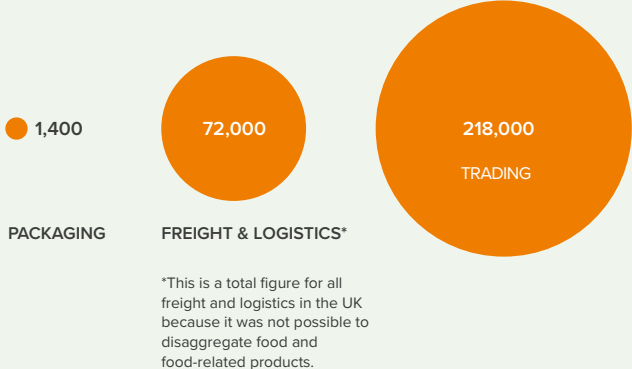 1,400
72,000
218,000
TRADING
PACKAGING
FREIGHT & LOGISTICS*
*This is a total figure for all
freight and logistics in the UK
because it was not possible to
disaggregate food and
food-related products.